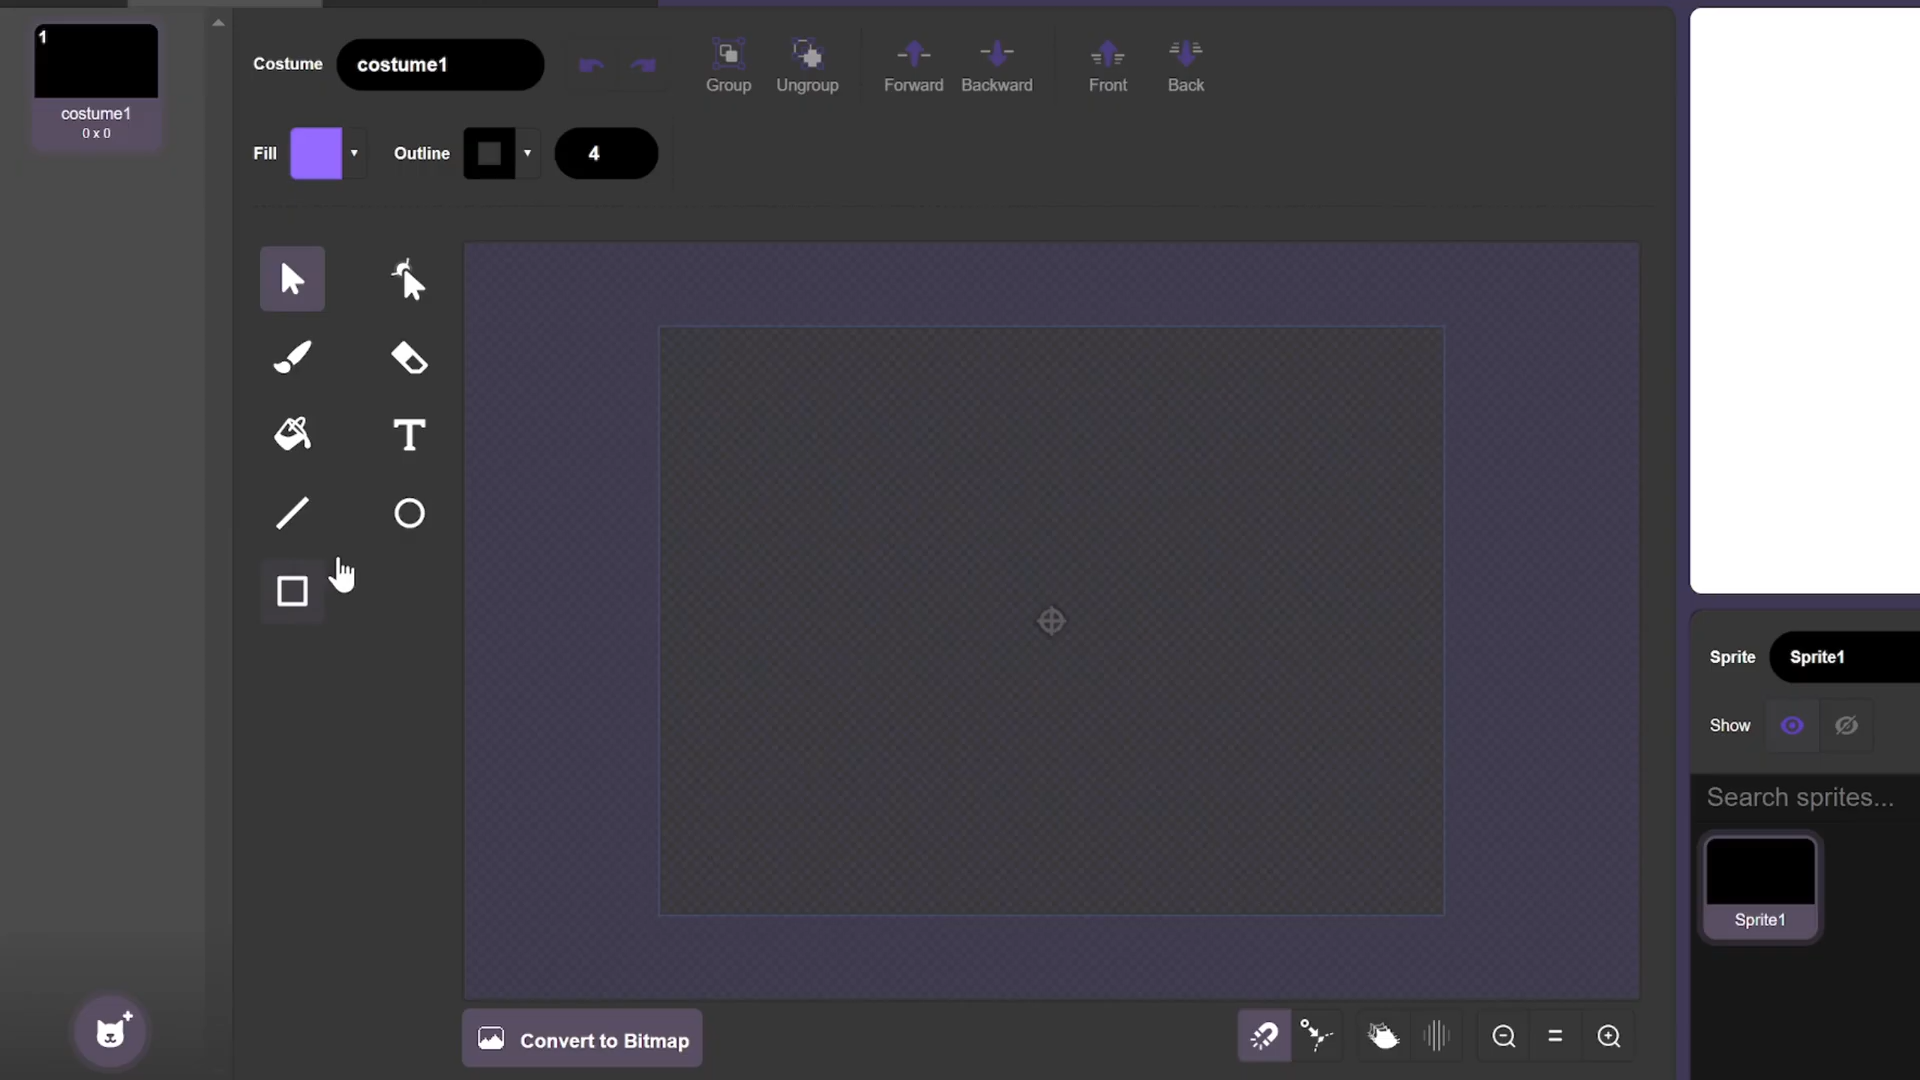 1
costume1
0 x 0
Costume costume1
Group Ungroup Forward Backward Front Back
Fill Outline 4
Convert to Bitmap
Sprite Sprite1
Show
Search sprites...
Sprite1